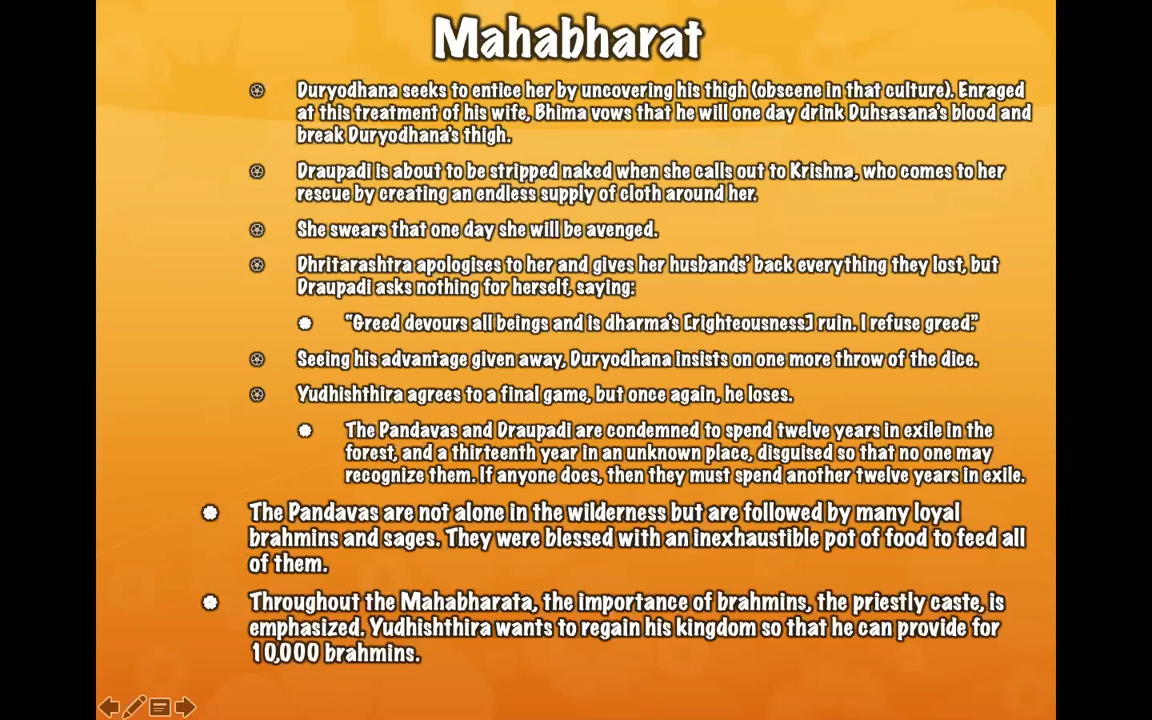 Mahabharat
Duryodhana seeks to entice her by uncovering his thigh (obscene in that culture). Enraged
at this treatment of his wife, Bhima vows that he will one day drink Duhsasana's blood and
break Duryodhana's thigh.
Draupadi is about to be stripped naked when she calls out to Krishna, who comes to her
rescue by creating an endless supply of cloth around her.
She swears that one day she will be avenged.
Dhritarashtra apologises to her and gives her husbands' back everything they lost, but
Draupadi asks nothing for herself, saying:
"Greed devours all beings and is dharma's [righteousness] ruin. I refuse greed."
Seeing his advantage given away, Duryodhana insists on one more throw of the dice.
Yudhishthira agrees to a final game, but once again, he loses.
The Pandavas and Draupadi are condemned to spend twelve years in exile in the
forest, and a thirteenth year in an unknown place, disguised so that no one may
recognize them. If anyone does, then they must spend another twelve years in exile.
The Pandavas are not alone in the wilderness but are followed by many loyal
brahmins and sages. They were blessed with an inexhaustible pot of food to feed all
of them.
Throughout the Mahabharata, the importance of brahmins, the priestly caste, is
emphasized. Yudhishthira wants to regain his kingdom so that he can provide for
10,000 brahmins.